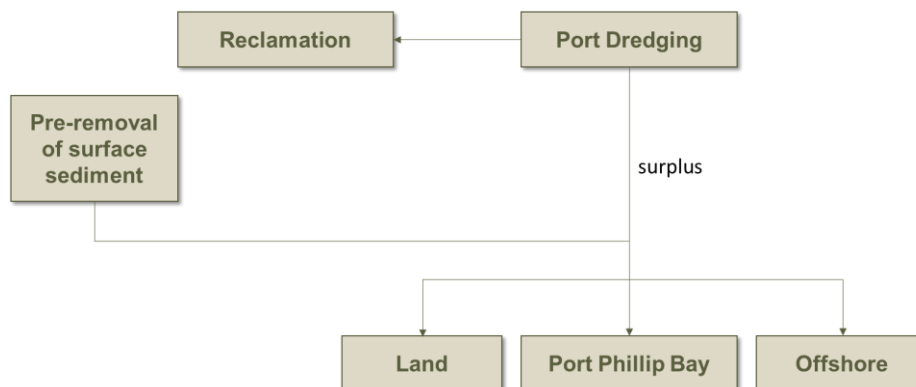 Reclamation
Port Dredging
Pre-removal
of surface
sediment
surplus
Land
Port Phillip Bay
Offshore